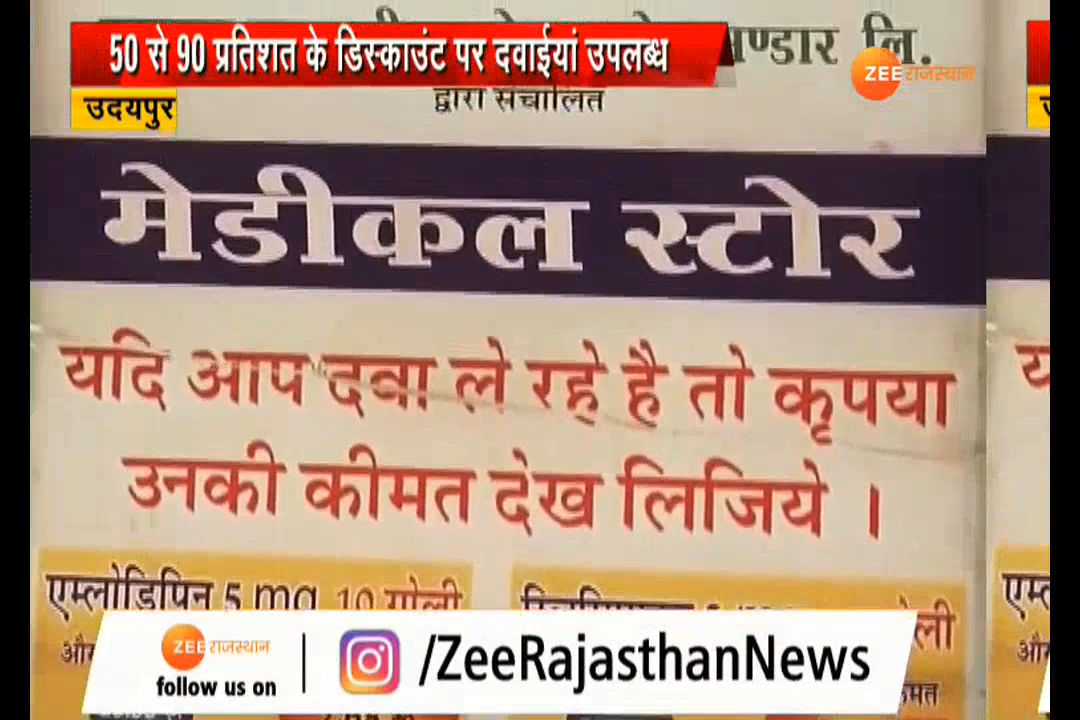 50 से 90 प्रतिशत के डिस्काउंट पर दवाईयां उपलब्ध
लि.
ZEE राजस्थान
उदयपुर
द्वारा संचालित
मेडीकल स्टोर
यदि आप दवा ले रहे है तो कृपया
उनकी कीमत देख लिजिये ।
एम्लोडिपिन 5 mg 10 गोली
ZEE राजस्थान
follow us on
/ZeeRajasthanNews